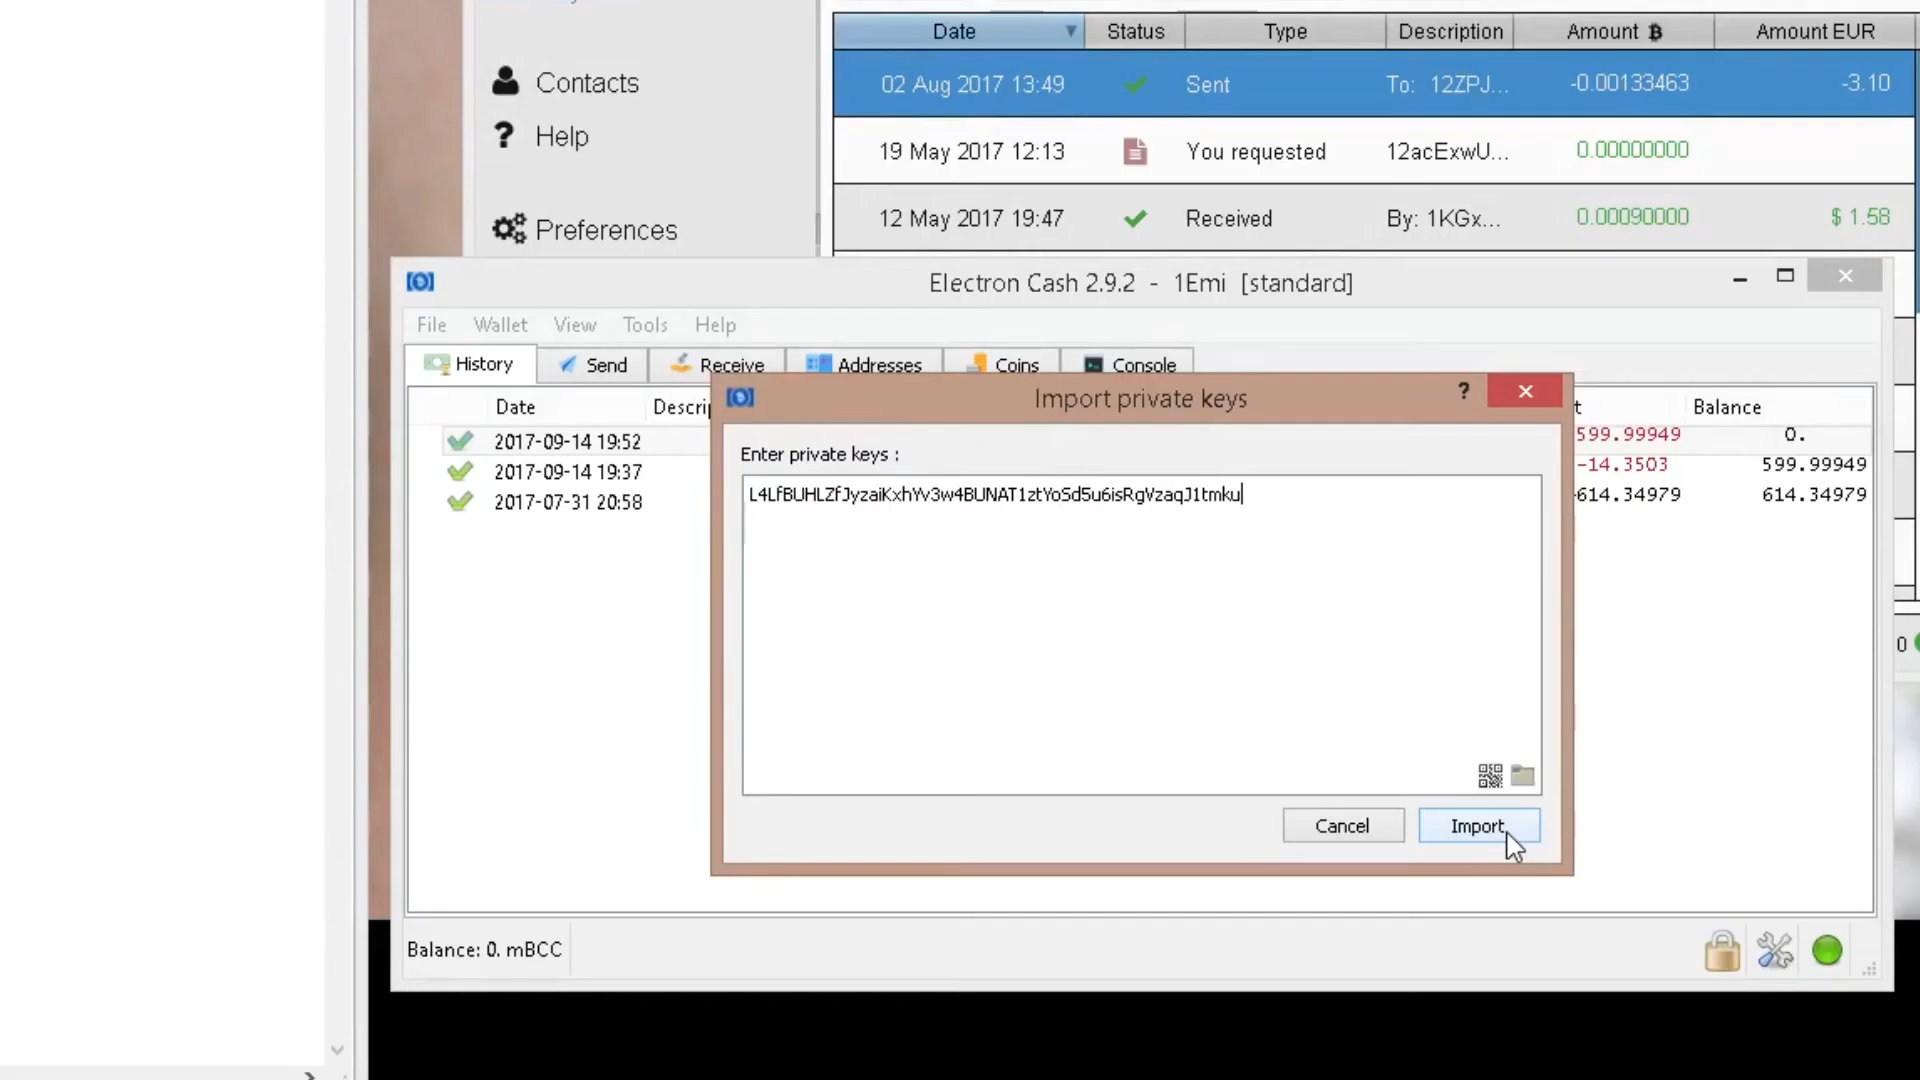 Contacts
Help
Preferences
Date Status Type Description Amount ฿ Amount EUR
02 Aug 2017 13:49 Sent To: 12ZPJ... -0.00133463 -3.10
19 May 2017 12:13 You requested 12acExwU... 0.00000000
12 May 2017 19:47 Received By: 1KGx... 0.00090000 $ 1.58
Electron Cash 2.9.2 - 1Emi [standard]
File Wallet View Tools Help
History Send Receive Addresses Coins Console
Date Balance
2017-09-14 19:52 599.99949 0.
2017-09-14 19:37 -14.3503 599.99949
2017-07-31 20:58 614.34979 614.34979
Import private keys
Enter private keys :
L4LfBUHLZfJyzaiKxhYv3w4BUNAT1ztYoSd5u6isRgVzaqJ1tmku
Cancel Import
Balance: 0. mBCC
0